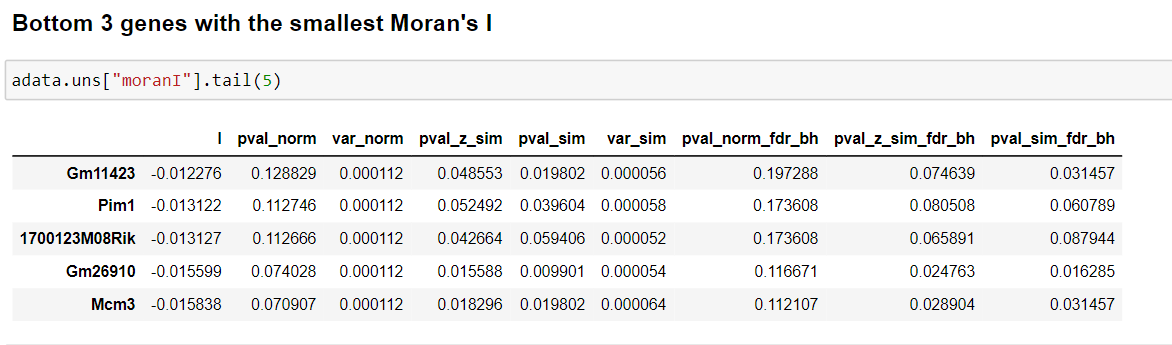 Bottom 3 genes with the smallest Moran's I
adata.uns["moranI"].tail(5)
I pval_norm var_norm pval_z_sim pval_sim var_sim pval_norm_fdr_bh pval_z_sim_fdr_bh pval_sim_fdr_bh
Gm11423 -0.012276 0.128829 0.000112 0.048553 0.019802 0.000056 0.197288 0.074639 0.031457
Pim1 -0.013122 0.112746 0.000112 0.052492 0.039604 0.000058 0.173608 0.080508 0.060789
1700123M08Rik -0.013127 0.112666 0.000112 0.042664 0.059406 0.000052 0.173608 0.065891 0.087944
Gm26910 -0.015599 0.074028 0.000112 0.015588 0.009901 0.000054 0.116671 0.024763 0.016285
Mcm3 -0.015838 0.070907 0.000112 0.018296 0.019802 0.000064 0.112107 0.028904 0.031457